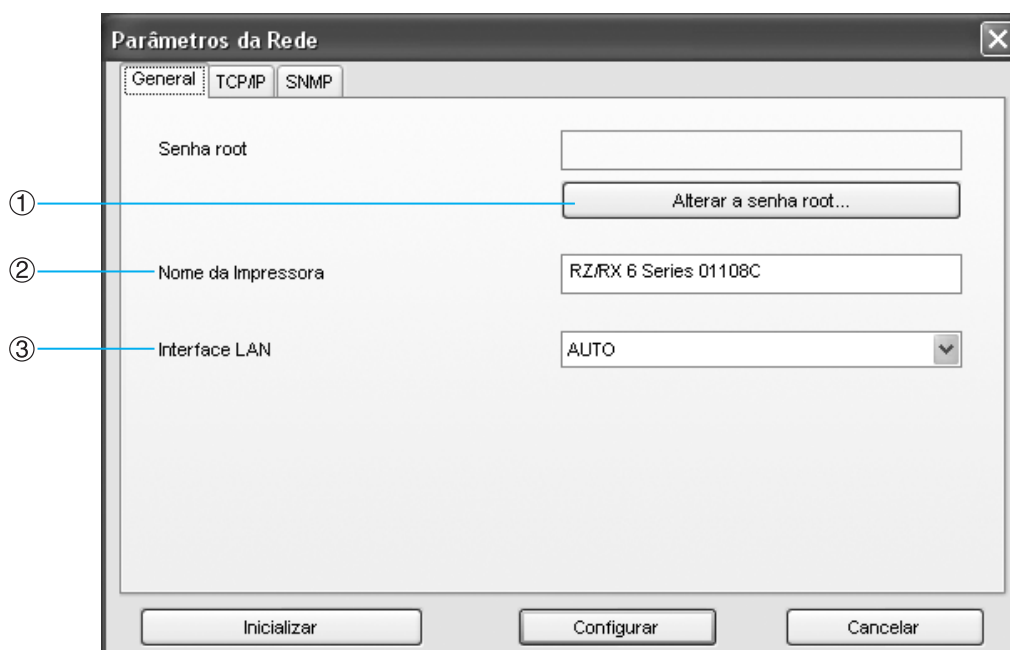 Parâmetros da Rede
General TCP/IP SNMP
Senha root
① Alterar a senha root...
② Nome da Impressora RZ/RX 6 Series 01108C
③ Interface LAN AUTO
Inicializar Configurar Cancelar